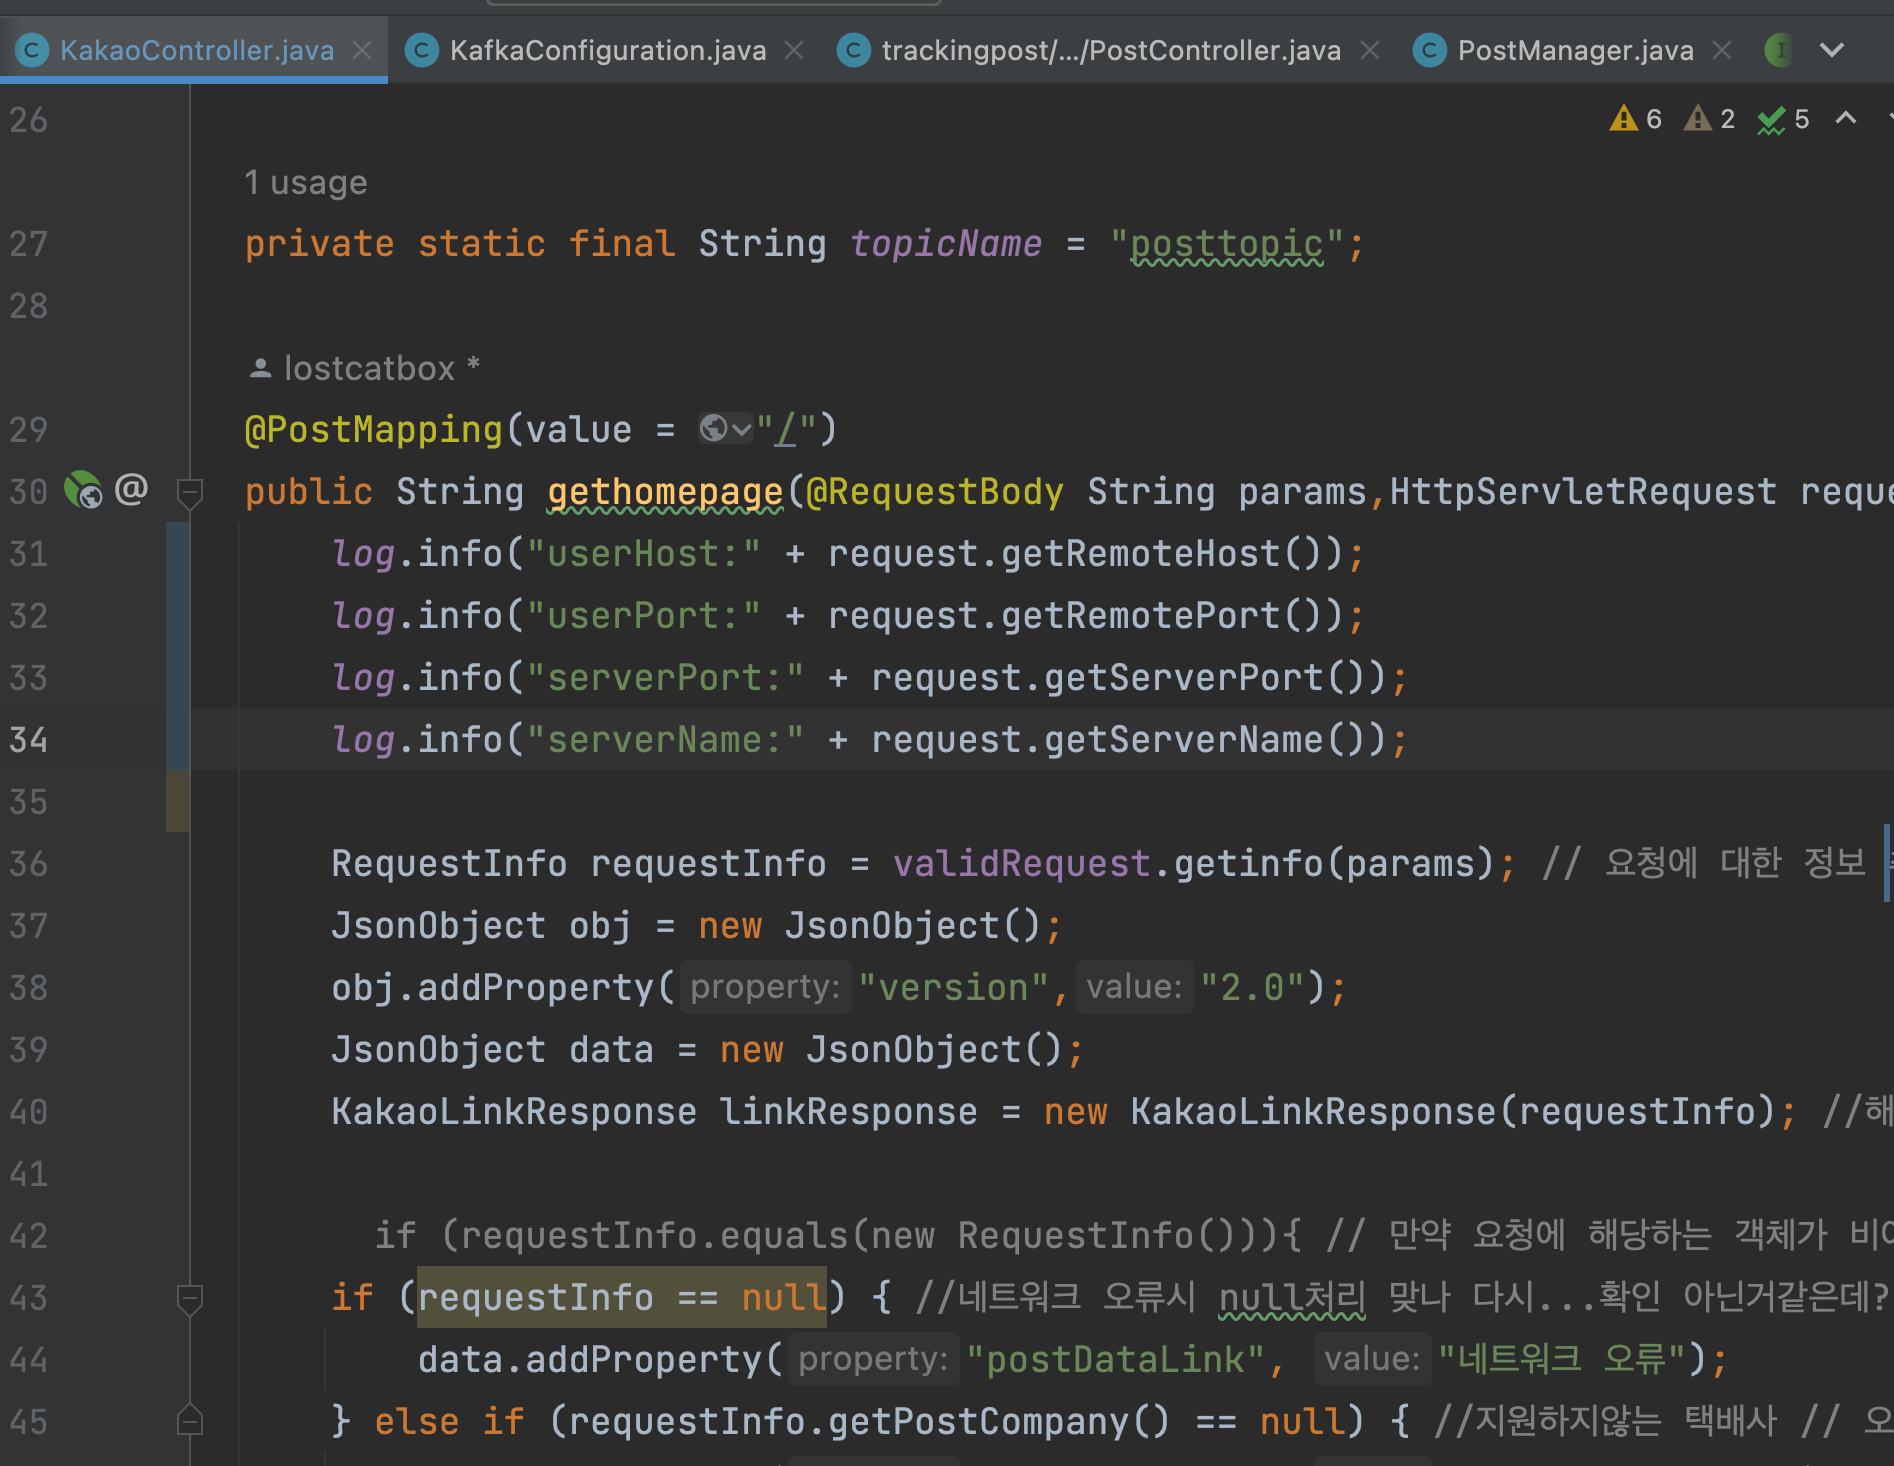 KakaoController.java KafkaConfiguration.java trackingpost/.../PostController.java PostManager.java
26 6 2 5
1 usage
27 private static final String topicName = "posttopic";
28
lostcatbox *
29 @PostMapping(value = "/")
30 @ public String gethomepage(@RequestBody String params,HttpServletRequest
31 log.info("userHost:" + request.getRemoteHost());
32 log.info("userPort:" + request.getRemotePort());
33 log.info("serverPort:" + request.getServerPort());
34 log.info("serverName:" + request.getServerName());
35
36 RequestInfo requestInfo = validRequest.getinfo(params); // 요청에 대한 정보
37 JsonObject obj = new JsonObject();
38 obj.addProperty( property: "version", value: "2.0");
39 JsonObject data = new JsonObject();
40 KakaoLinkResponse linkResponse = new KakaoLinkResponse(requestInfo); //해
41
42 if (requestInfo.equals(new RequestInfo())){ // 만약 요청에 해당하는 객체가
43 if (requestInfo == null) { //네트워크 오류시 null처리 맞나 다시...확인 아닌거같은데?
44 data.addProperty( property: "postDataLink", value: "네트워크 오류");
45 } else if (requestInfo.getPostCompany() == null) { //지원하지않는 택배사 // 오